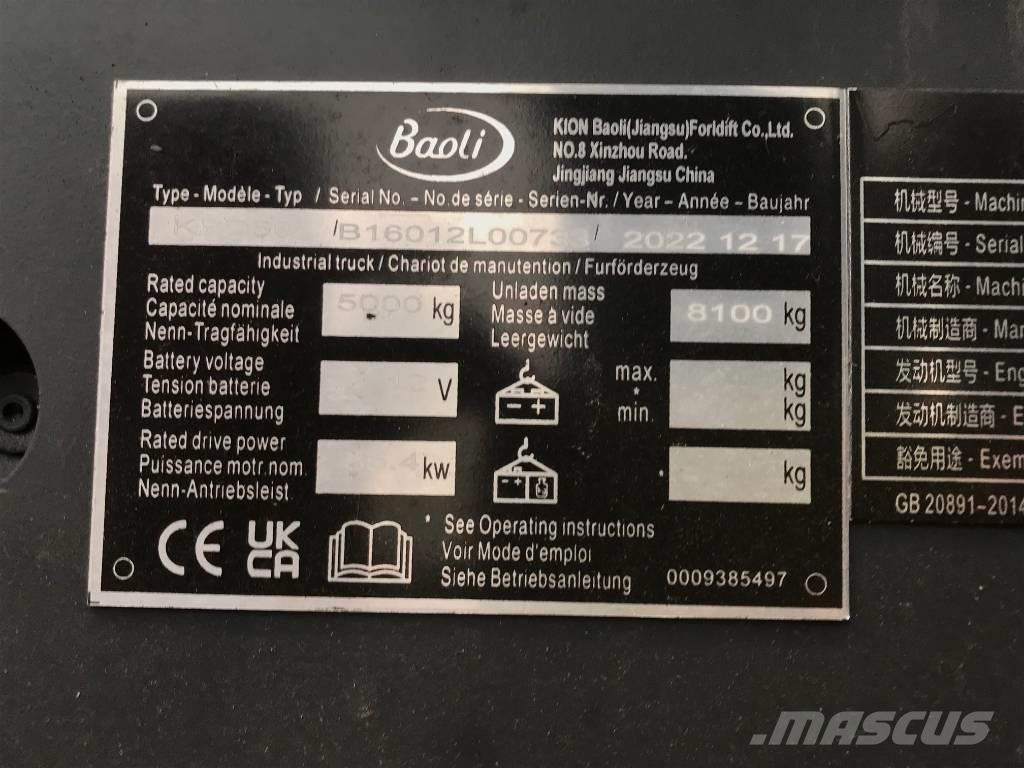 Baoli
KION Baoli(Jiangsu)Forldift Co.,Ltd.
NO.8 Xinzhou Road.
Jingjiang Jiangsu China
Type - Modèle - Typ / Serial No. - No.de série - Serien-Nr. / Year - Année - Baujahr
/ / 2022 12 17
Industrial truck / Chariot de manutention / Furförderzeug
Rated capacity
Capacité nominale
Nenn-Tragfähigkeit
5000 kg
Unladen mass
Masse à vide
Leergewicht
8100 kg
Battery voltage
Tension batterie
Batteriespannung
V
max. kg
*
min. kg
Rated drive power
Puissance motr.nom.
Nenn-Antriebsleist.
kw
kg
CE UK CA
* See Operating instructions
Voir Mode d'emploi
Siehe Betriebsanleitung
0009385497
机械型号 - Machin
机械编号 - Serial
机械名称 - Machi
机械制造商 - Man
发动机型号 - Eng
发动机制造商 - E
豁免用途 - Exem
GB 20891-2014
MASCUS